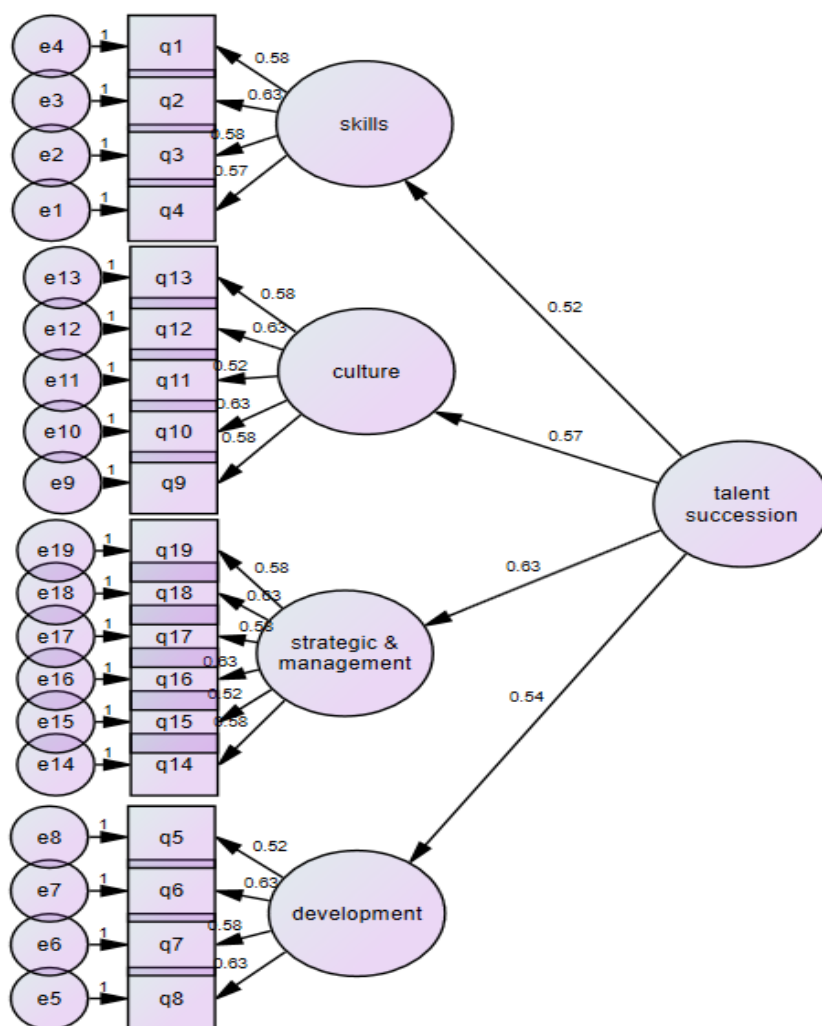 e4 1 q1
0.58
e3 1 q2
0.63
skills
e2 1 q3
0.58
e1 1 q4
0.57
e13 1 q13
0.58
0.52
e12 1 q12
0.63
culture
e11 1 q11
0.52
e10 1 q10
0.63
0.57
e9 1 q9
0.58
talent
succession
e19 1 q19
0.58
0.63
e18 1 q18
0.63
e17 1 q17
0.58
strategic &
management
e16 1 q16
0.63
e15 1 q15
0.52
0.54
e14 1 q14
0.58
e8 1 q5
0.52
e7 1 q6
0.63
development
e6 1 q7
0.58
e5 1 q8
0.63